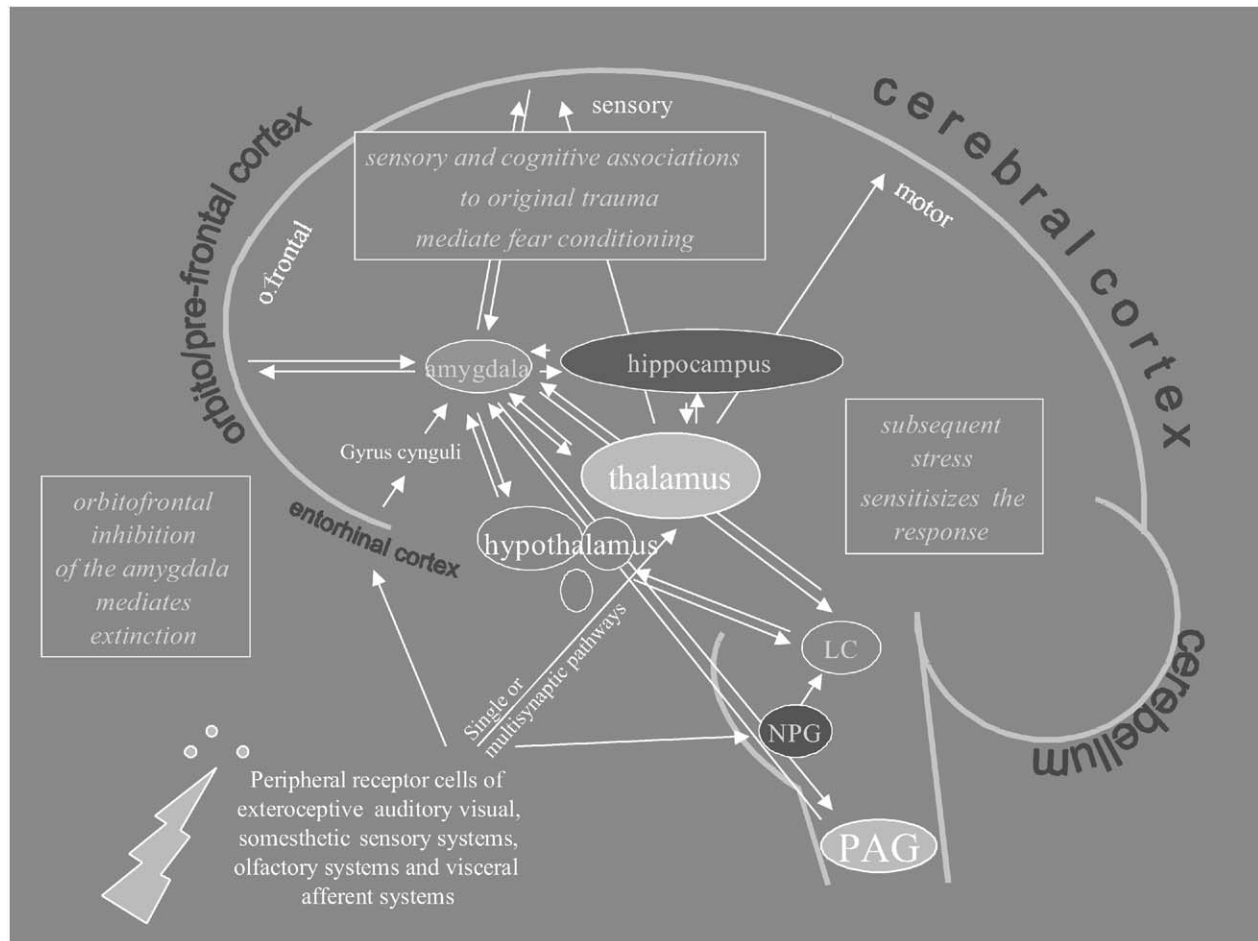 cerebral cortex
sensory
sensory and cognitive associations
to original trauma
mediate fear conditioning
motor
orbito/pre-frontal cortex
o.frontal
amygdala
hippocampus
Gyrus cynguli
thalamus
subsequent
stress
sensitisizes the
response
orbitofrontal
inhibition
of the amygdala
mediates
extinction
entorhinal cortex
hypothalamus
LC
Single or
multisynaptic pathways
NPG
cerebellum
Peripheral receptor cells of
exteroceptive auditory visual,
somesthetic sensory systems,
olfactory systems and visceral
afferent systems
PAG